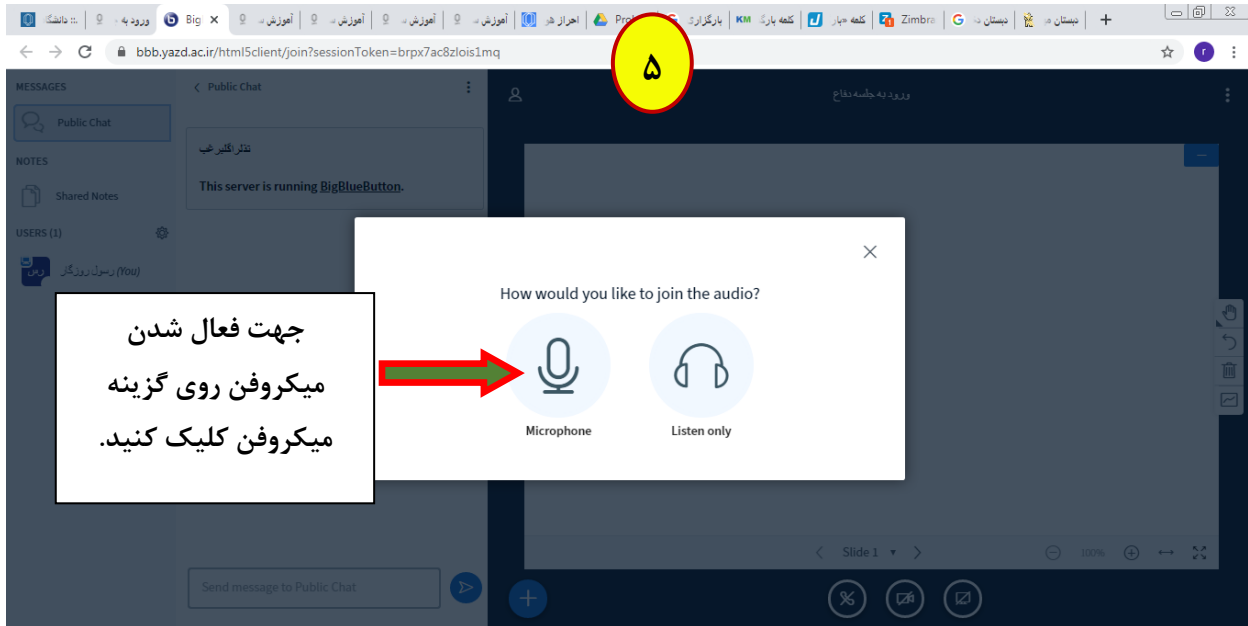 Big
Zimbra
bbb.yazd.ac.ir/html5client/join?sessionToken=brpx7ac8zlois1mq
۵
MESSAGES
Public Chat
NOTES
Shared Notes
USERS (1)
رسول روزگار (You)
Public Chat
This server is running BigBlueButton.
ورود به جلسه دفاع
How would you like to join the audio?
Microphone
Listen only
جهت فعال شدن
میکروفن روی گزینه
میکروفن کلیک کنید.
Slide 1
100%
Send message to Public Chat